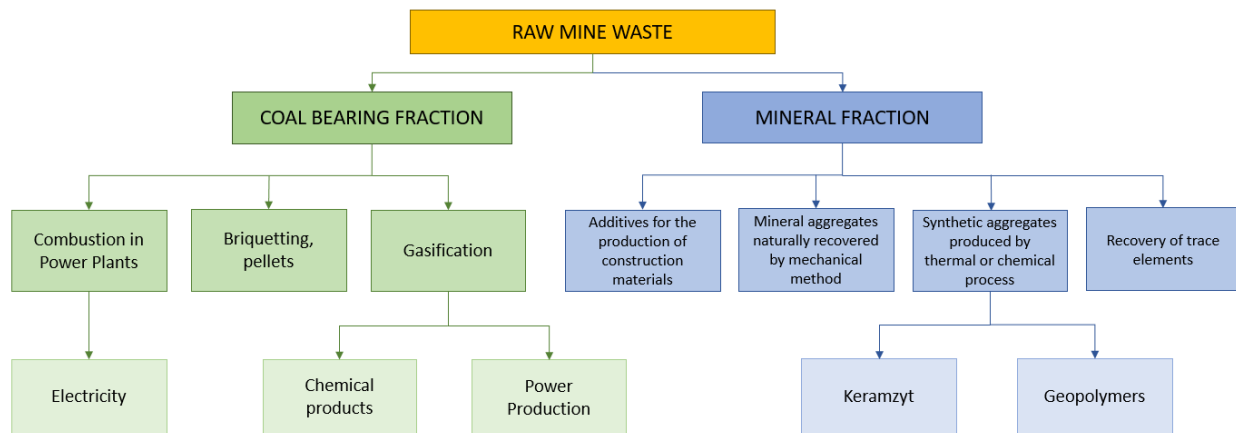 RAW MINE WASTE
COAL BEARING FRACTION
MINERAL FRACTION
Combustion in
Power Plants
Briquetting,
pellets
Gasification
Additives for the
production of
construction
materials
Mineral aggregates
naturally recovered
by mechanical
method
Synthetic aggregates
produced by
thermal or chemical
process
Recovery of trace
elements
Electricity
Chemical
products
Power
Production
Keramzyt
Geopolymers